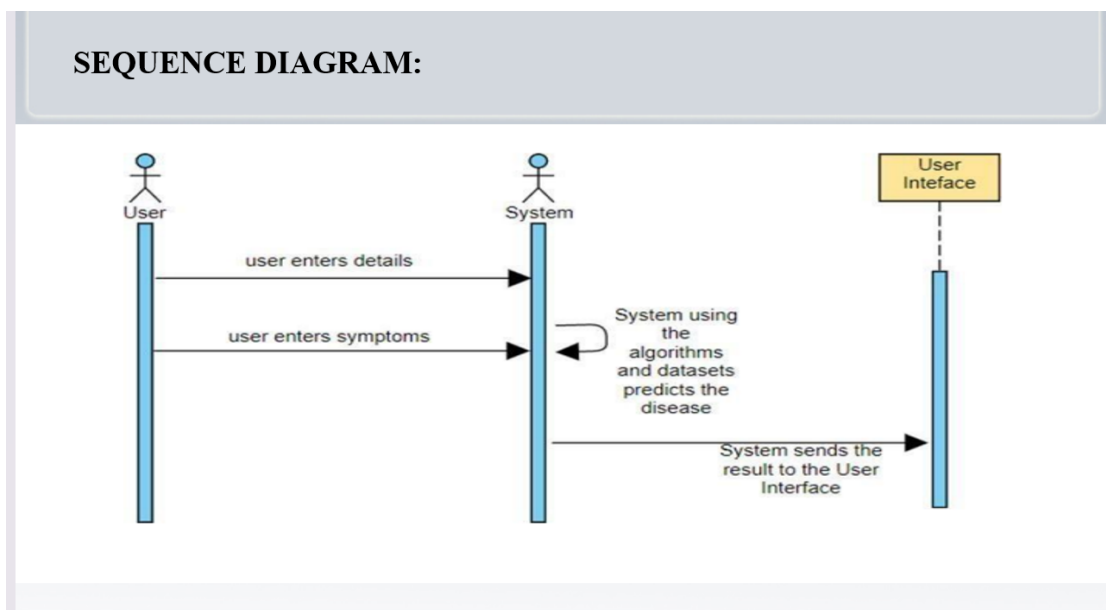 SEQUENCE DIAGRAM:
User
System
User
Inteface
user enters details
user enters symptoms
System using
the
algorithms
and datasets
predicts the
disease
System sends the
result to the User
Interface